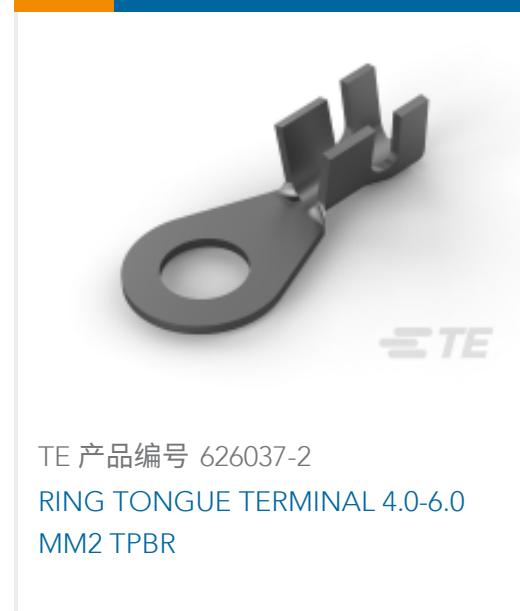 TE
TE 产品编号 626037-2
RING TONGUE TERMINAL 4.0-6.0
MM2 TPBR